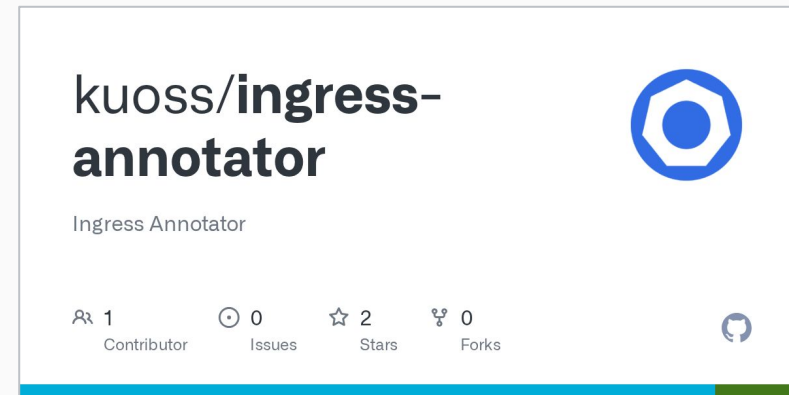 kuoss/ingress-
annotator
Ingress Annotator
1 0 2 0
Contributor Issues Stars Forks